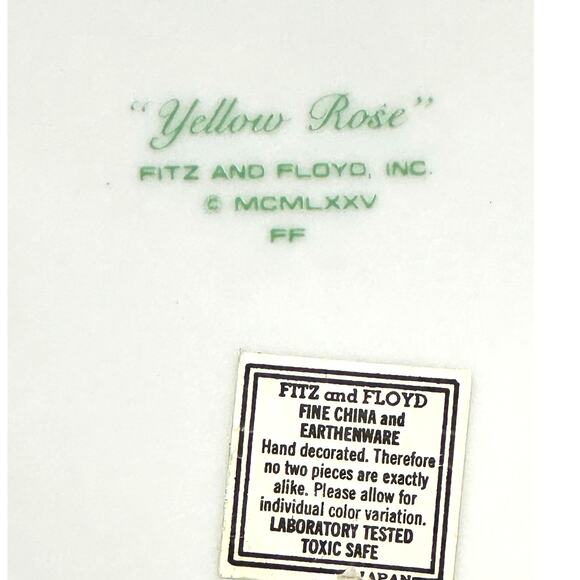 "Yellow Rose"
FITZ AND FLOYD, INC.
© MCMLXXV
FF
FITZ and FLOYD
FINE CHINA and
EARTHENWARE
Hand decorated. Therefore
no two pieces are exactly
alike. Please allow for
individual color variation.
LABORATORY TESTED
TOXIC SAFE
JAPAN